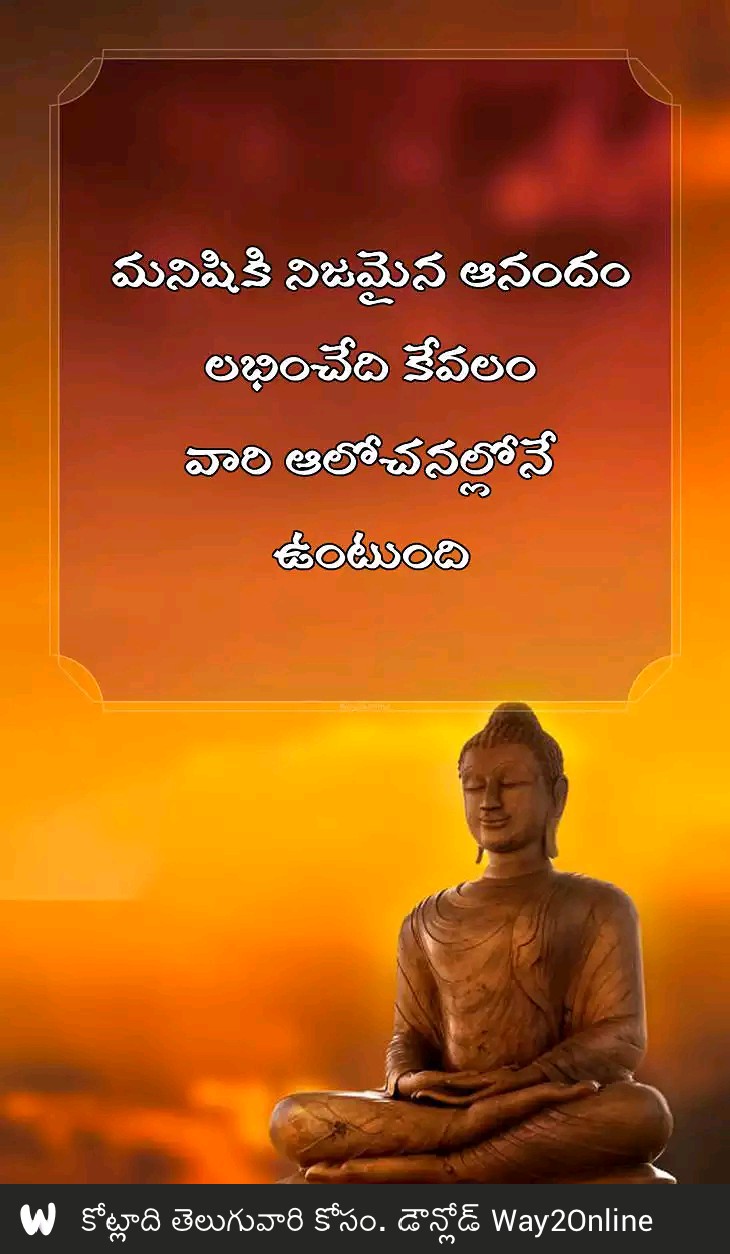 మనిషికి నిజమైన ఆనందం
లభించేది కేవలం
వారి ఆలోచనల్లోనే
ఉంటుంది
కోట్లాది తెలుగువారి కోసం. డౌన్లోడ్ Way2Online